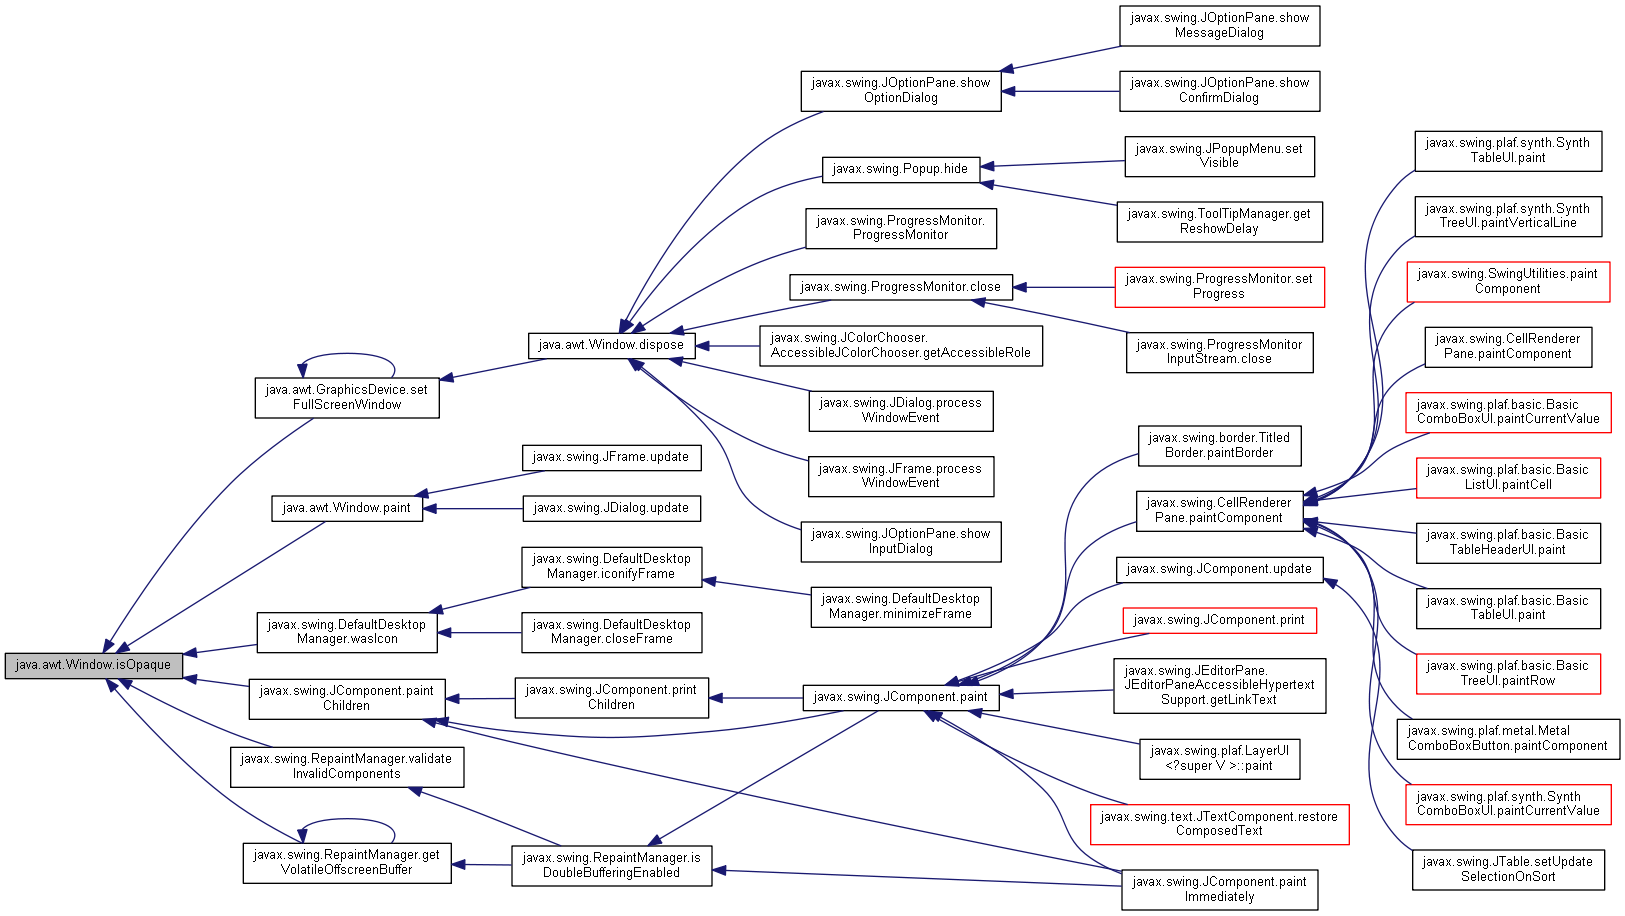 java.awt.Window.isOpaque
java.awt.GraphicsDevice.set
FullScreenWindow
java.awt.Window.paint
javax.swing.DefaultDesktop
Manager.wasIcon
javax.swing.JComponent.paint
Children
javax.swing.RepaintManager.validate
InvalidComponents
javax.swing.RepaintManager.get
VolatileOffscreenBuffer
java.awt.Window.dispose
javax.swing.JFrame.update
javax.swing.JDialog.update
javax.swing.DefaultDesktop
Manager.iconifyFrame
javax.swing.DefaultDesktop
Manager.closeFrame
javax.swing.JComponent.print
Children
javax.swing.RepaintManager.is
DoubleBufferingEnabled
javax.swing.JOptionPane.show
OptionDialog
javax.swing.Popup.hide
javax.swing.ProgressMonitor.
ProgressMonitor
javax.swing.ProgressMonitor.close
javax.swing.JColorChooser.
AccessibleJColorChooser.getAccessibleRole
javax.swing.JDialog.process
WindowEvent
javax.swing.JFrame.process
WindowEvent
javax.swing.JOptionPane.show
InputDialog
javax.swing.DefaultDesktop
Manager.minimizeFrame
javax.swing.JComponent.paint
javax.swing.JOptionPane.show
MessageDialog
javax.swing.JOptionPane.show
ConfirmDialog
javax.swing.JPopupMenu.set
Visible
javax.swing.ToolTipManager.get
ReshowDelay
javax.swing.ProgressMonitor.set
Progress
javax.swing.ProgressMonitor
InputStream.close
javax.swing.border.Titled
Border.paintBorder
javax.swing.CellRenderer
Pane.paintComponent
javax.swing.JComponent.update
javax.swing.JComponent.print
javax.swing.JEditorPane.
JEditorPaneAccessibleHypertext
Support.getLinkText
javax.swing.plaf.LayerUI
<?super V >::paint
javax.swing.text.JTextComponent.restore
ComposedText
javax.swing.JComponent.paint
Immediately
javax.swing.plaf.synth.Synth
TableUI.paint
javax.swing.plaf.synth.Synth
TreeUI.paintVerticalLine
javax.swing.SwingUtilities.paint
Component
javax.swing.CellRenderer
Pane.paintComponent
javax.swing.plaf.basic.Basic
ComboBoxUI.paintCurrentValue
javax.swing.plaf.basic.Basic
ListUI.paintCell
javax.swing.plaf.basic.Basic
TableHeaderUI.paint
javax.swing.plaf.basic.Basic
TableUI.paint
javax.swing.plaf.basic.Basic
TreeUI.paintRow
javax.swing.plaf.metal.Metal
ComboBoxButton.paintComponent
javax.swing.plaf.synth.Synth
ComboBoxUI.paintCurrentValue
javax.swing.JTable.setUpdate
SelectionOnSort